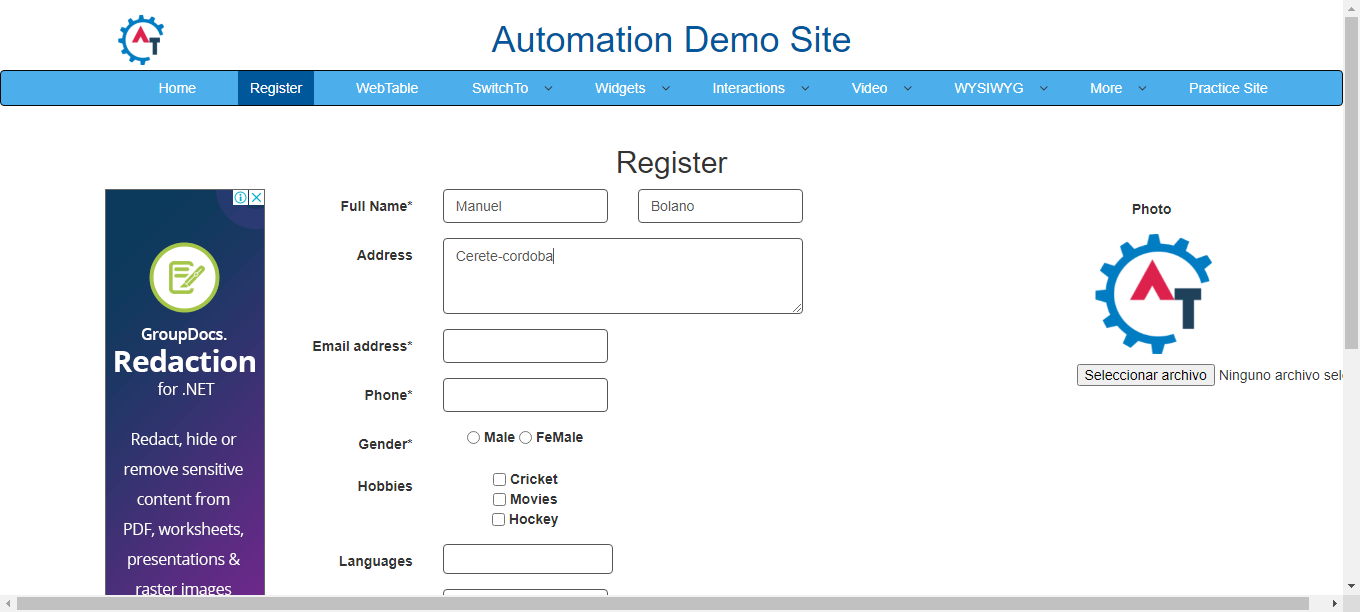 AT
Automation Demo Site
Home Register WebTable SwitchTo Widgets Interactions Video WYSIWYG More Practice Site
Register
GroupDocs.
Redaction
for .NET
Redact, hide or
remove sensitive
content from
PDF, worksheets,
presentations &
raster images
Full Name* Manuel Bolano
Address Cerete-cordoba
Email address*
Phone*
Gender* Male FeMale
Hobbies Cricket
Movies
Hockey
Languages
Photo
AT
Seleccionar archivo Ninguno archivo sel